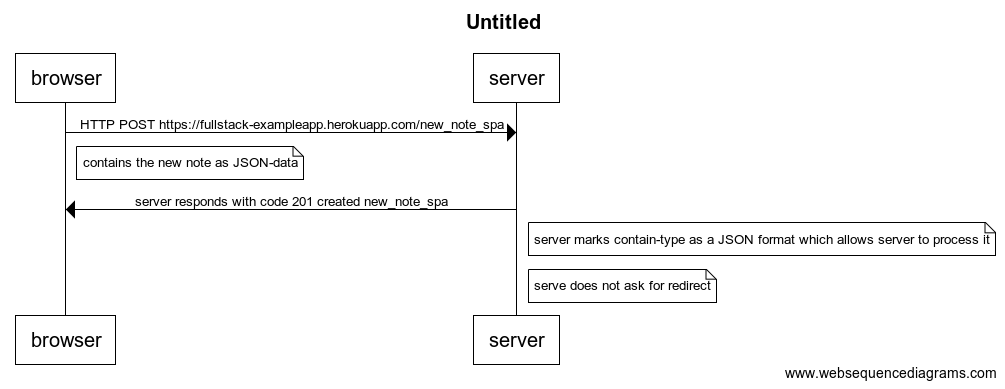 Untitled
browser
server
HTTP POST https://fullstack-exampleapp.herokuapp.com/new_note_spa
contains the new note as JSON-data
server responds with code 201 created new_note_spa
server marks contain-type as a JSON format which allows server to process it
serve does not ask for redirect
browser
server
www.websequencediagrams.com